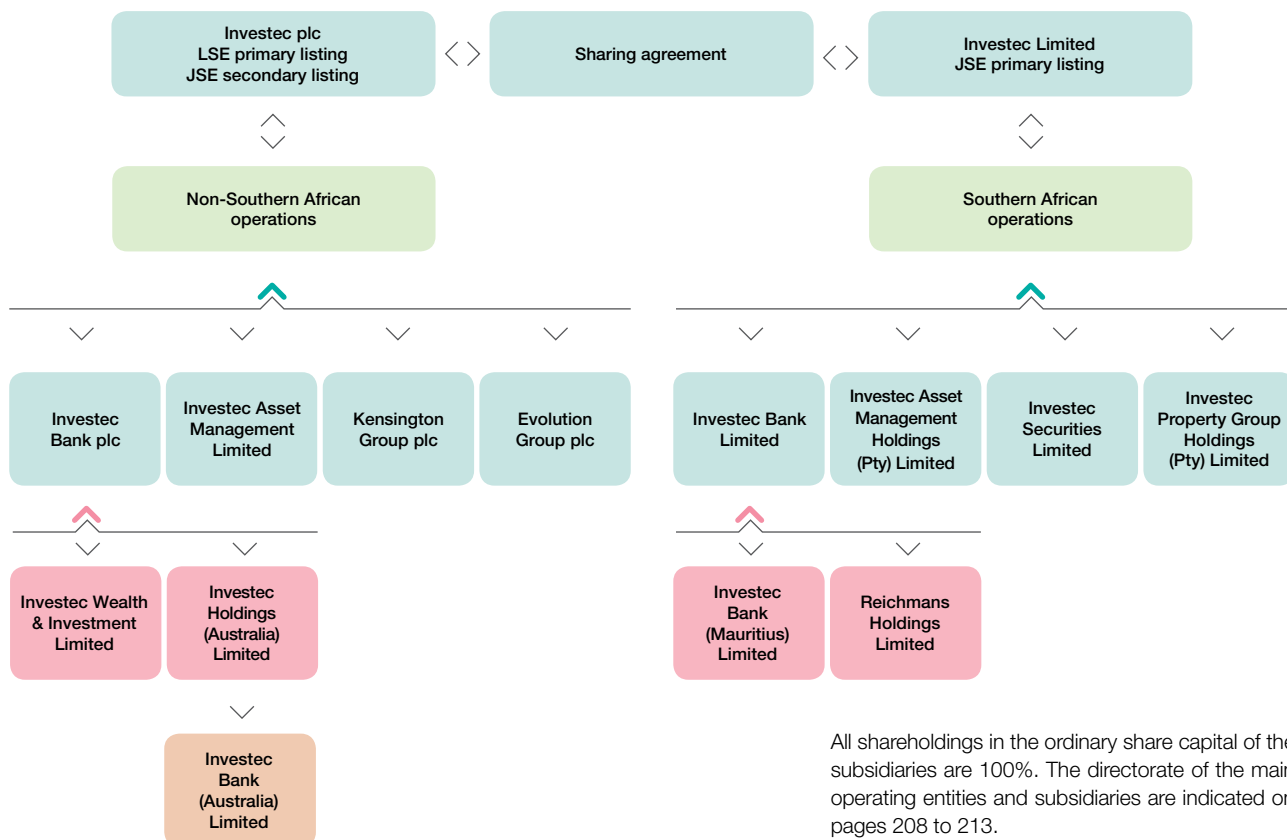 Investec plc
LSE primary listing
JSE secondary listing
Sharing agreement
Investec Limited
JSE primary listing
Non-Southern African
operations
Southern African
operations
Investec
Bank plc
Investec Asset
Management
Limited
Kensington
Group plc
Evolution
Group plc
Investec Bank
Limited
Investec Asset
Management
Holdings
(Pty) Limited
Investec
Securities
Limited
Investec
Property Group
Holdings
(Pty) Limited
Investec Wealth
& Investment
Limited
Investec
Holdings
(Australia)
Limited
Investec
Bank
(Mauritius)
Limited
Reichmans
Holdings
Limited
Investec
Bank
(Australia)
Limited
All shareholdings in the ordinary share capital of the
subsidiaries are 100%. The directorate of the main
operating entities and subsidiaries are indicated on
pages 208 to 213.